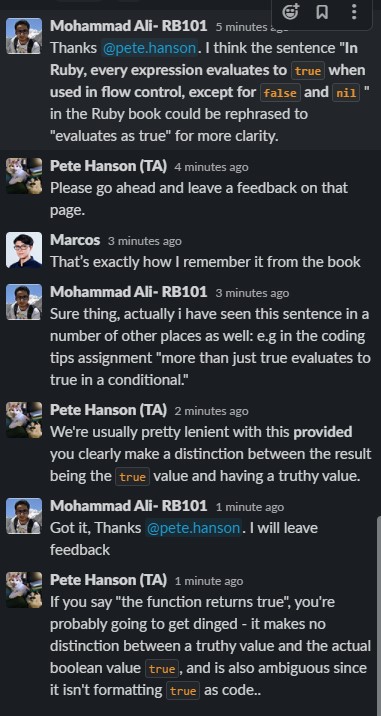 Mohammad Ali- RB101 5 minutes ago
Thanks @pete.hanson. I think the sentence "In
Ruby, every expression evaluates to true when
used in flow control, except for false and nil "
in the Ruby book could be rephrased to
"evaluates as true" for more clarity.
Pete Hanson (TA) 4 minutes ago
Please go ahead and leave a feedback on that
page.
Marcos 3 minutes ago
That's exactly how I remember it from the book
Mohammad Ali- RB101 3 minutes ago
Sure thing, actually i have seen this sentence in a
number of other places as well: e.g in the coding
tips assignment "more than just true evaluates to
true in a conditional."
Pete Hanson (TA) 2 minutes ago
We're usually pretty lenient with this provided
you clearly make a distinction between the result
being the true value and having a truthy value.
Mohammad Ali- RB101 1 minute ago
Got it, Thanks @pete.hanson. I will leave
feedback
Pete Hanson (TA) 1 minute ago
If you say "the function returns true", you're
probably going to get dinged - it makes no
distinction between a truthy value and the actual
boolean value true, and is also ambiguous since
it isn't formatting true as code..